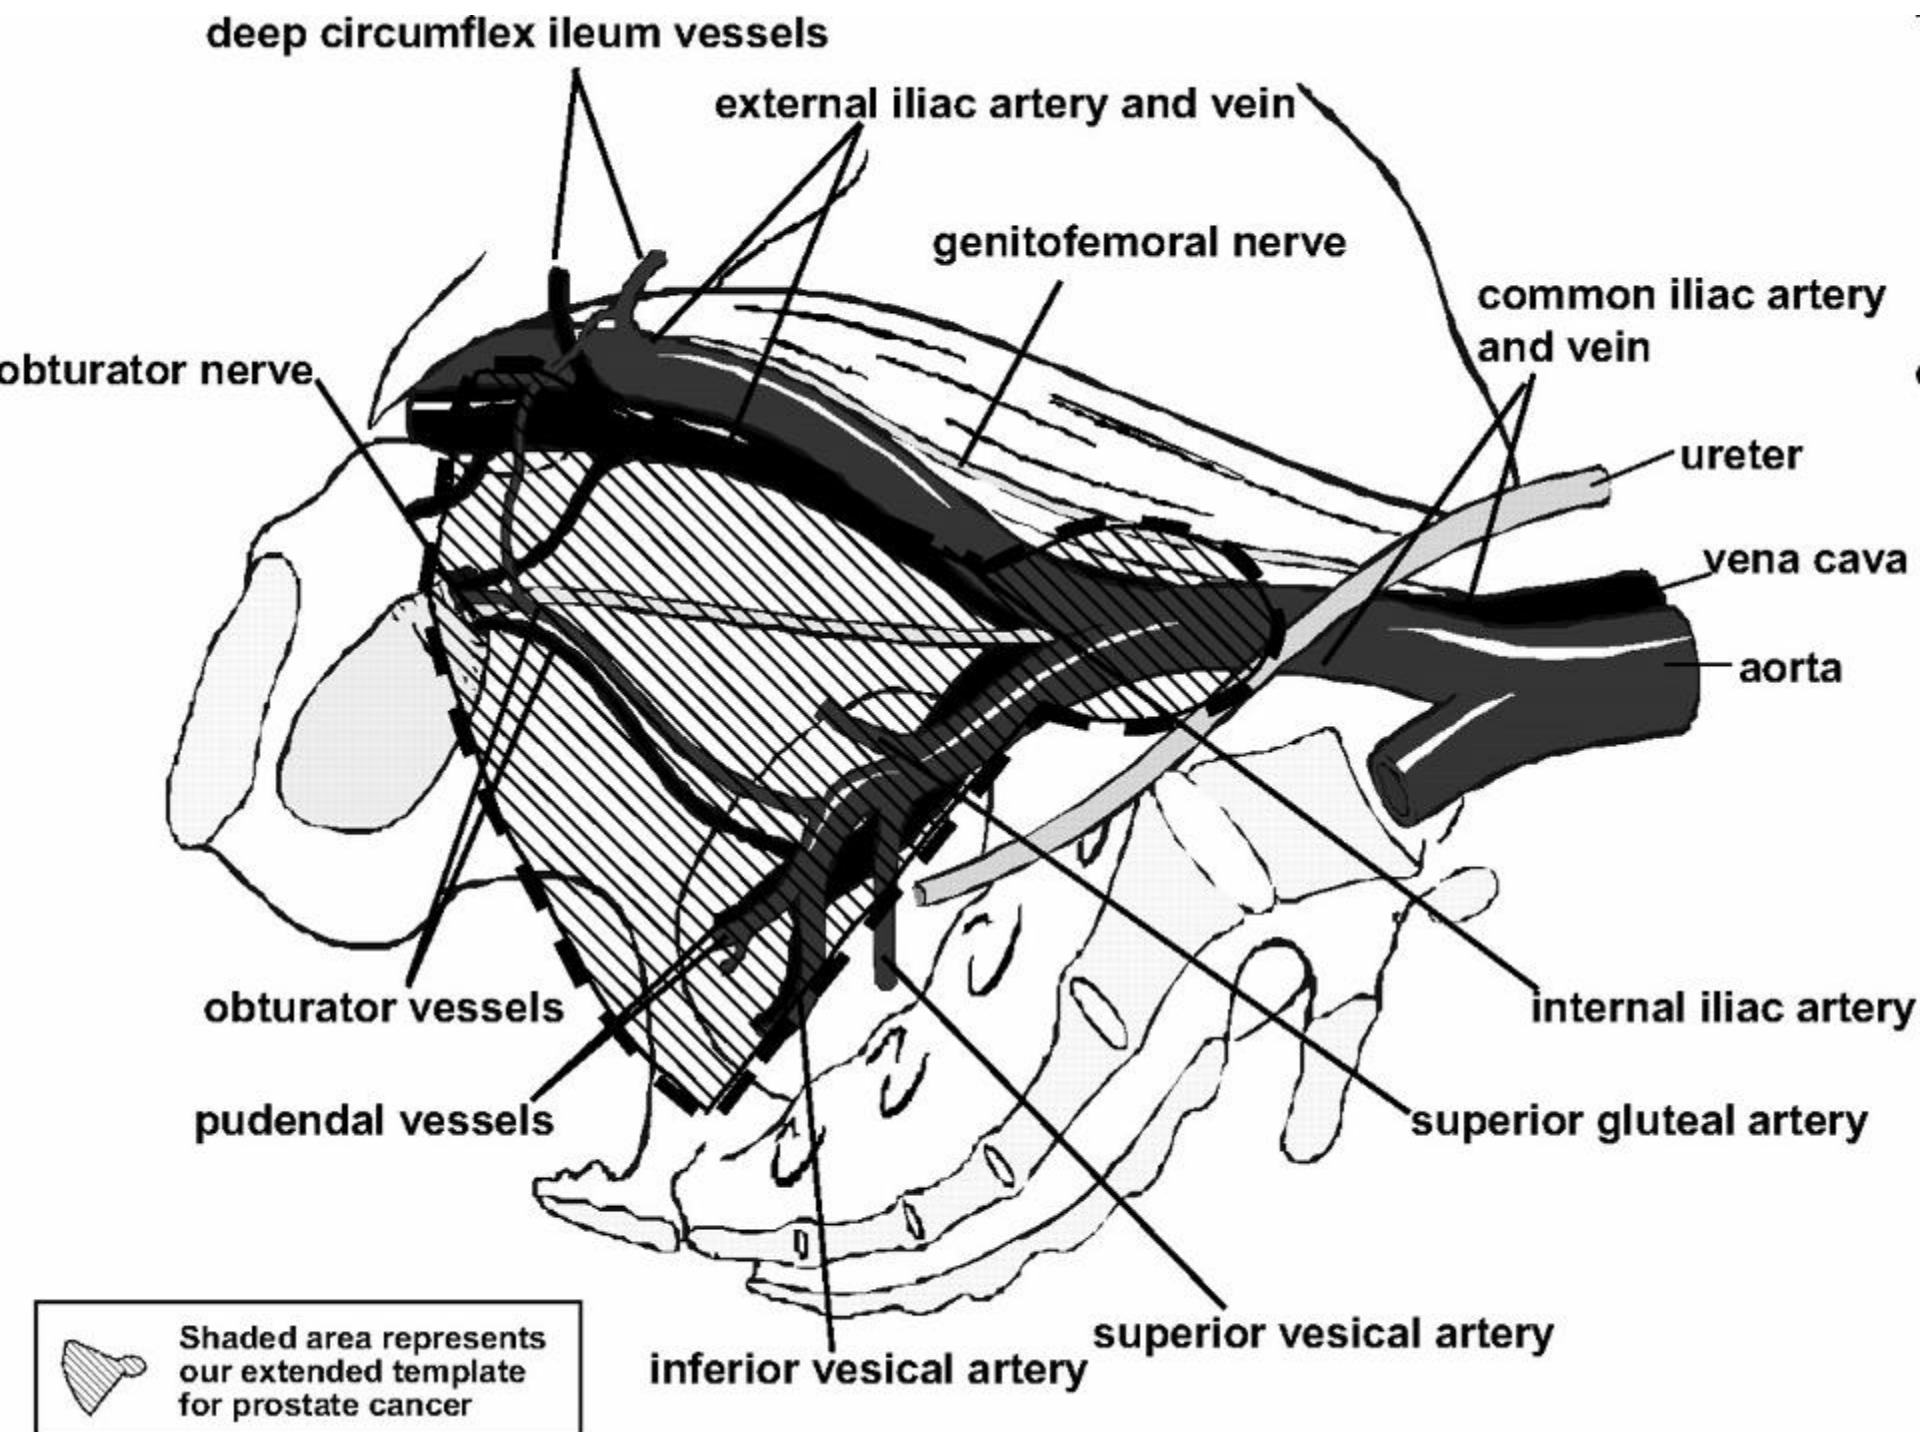 deep circumflex ileum vessels
external iliac artery and vein
genitofemoral nerve
common iliac artery
and vein
obturator nerve
ureter
vena cava
aorta
obturator vessels
internal iliac artery
pudendal vessels
superior gluteal artery
superior vesical artery
inferior vesical artery
Shaded area represents
our extended template
for prostate cancer